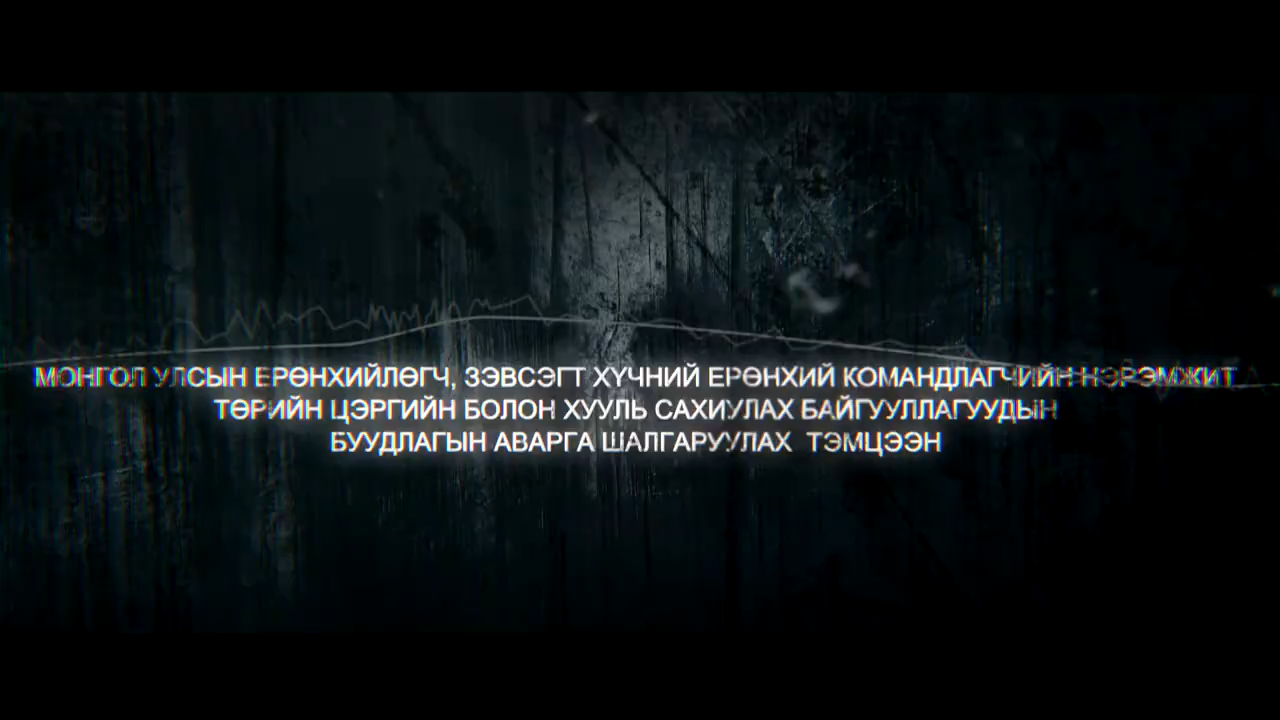 МОНГОЛ УЛСЫН ЕРӨНХИЙЛӨГЧ, ЗЭВСЭГТ ХҮЧНИЙ ЕРӨНХИЙ КОМАНДЛАГЧИЙН НЭРЭМЖИТ
ТӨРИЙН ЦЭРГИЙН БОЛОН ХУУЛЬ САХИУЛАХ БАЙГУУЛЛАГУУДЫН
БУУДЛАГЫН АВАРГА ШАЛГАРУУЛАХ ТЭМЦЭЭН